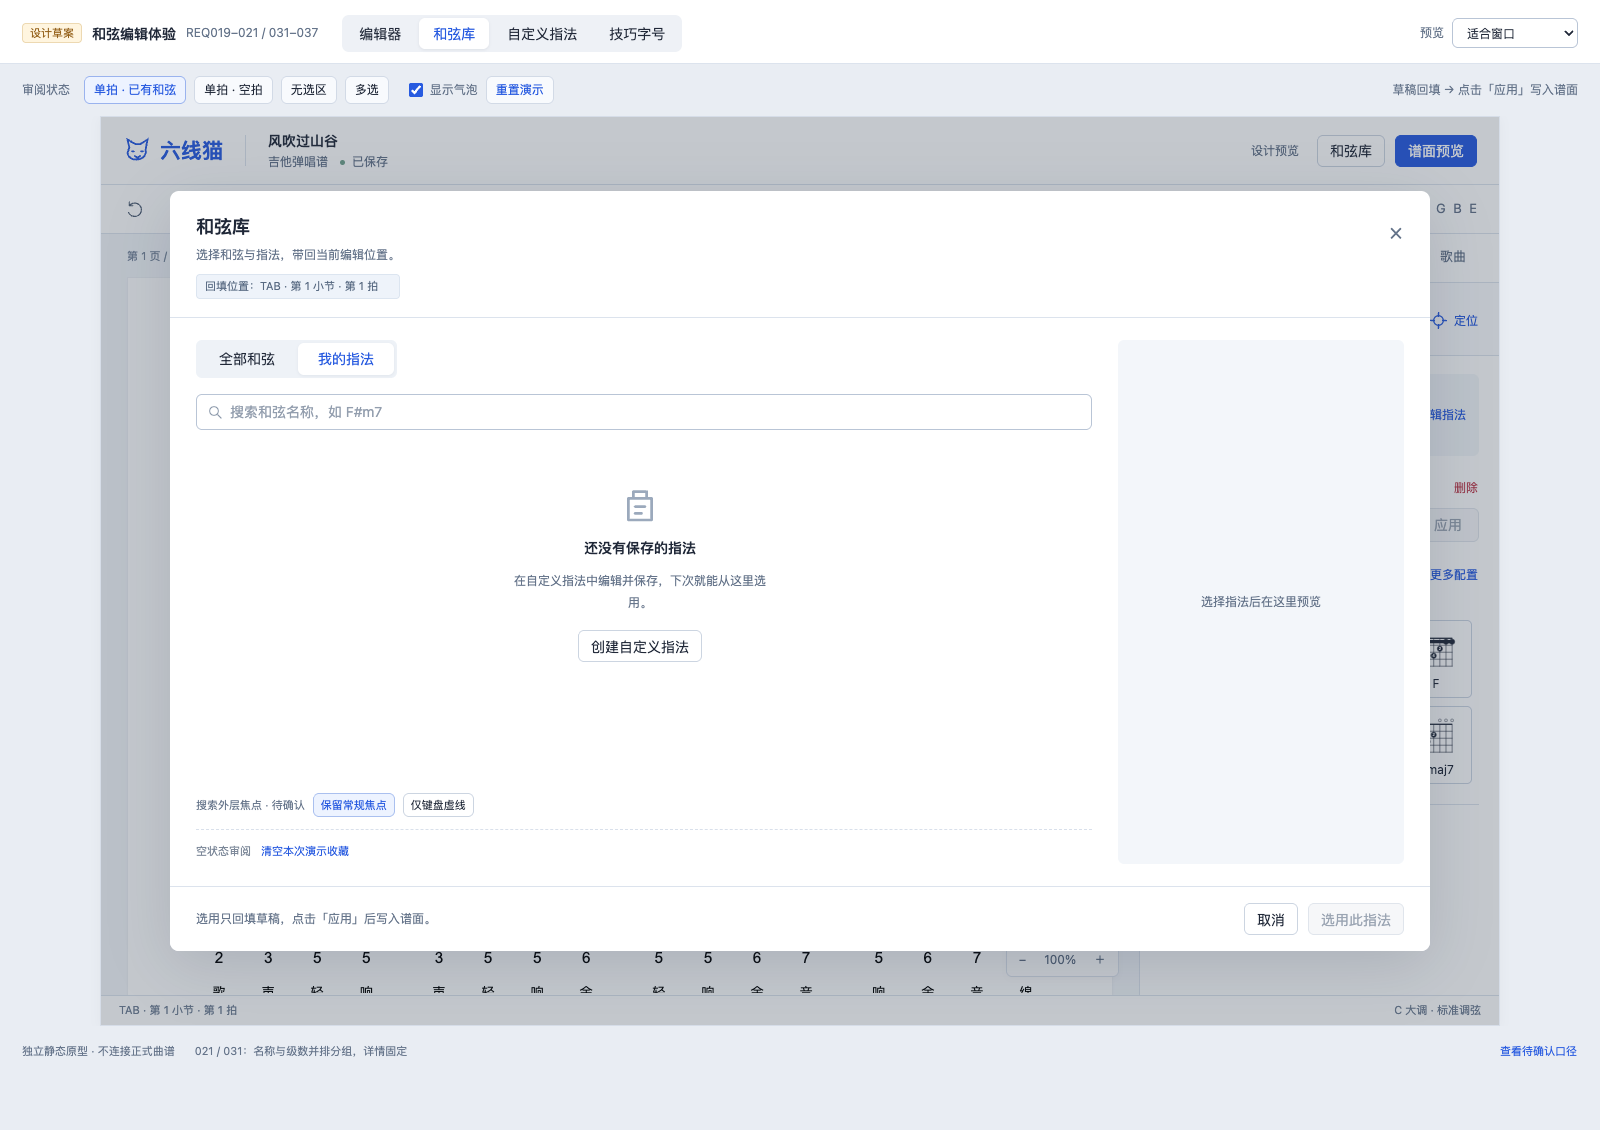 设计草案 和弦编辑体验 REQ019–021 / 031–037 编辑器 和弦库 自定义指法 技巧字号 预览 适合窗口
审阅状态 单拍 · 已有和弦 单拍 · 空拍 无选区 多选 显示气泡 重置演示 草稿回填 → 点击「应用」写入谱面
六线猫 风吹过山谷
吉他弹唱谱 已保存 设计预览 和弦库 谱面预览
G B E
第 1 页 / 歌曲
和弦库
选择和弦与指法，带回当前编辑位置。
回填位置：TAB · 第 1 小节 · 第 1 拍
定位
全部和弦 我的指法
搜索和弦名称，如 F#m7
辑指法
删除
应用
还没有保存的指法
更多配置
在自定义指法中编辑并保存，下次就能从这里选
用。
选择指法后在这里预览
创建自定义指法
F
maj7
搜索外层焦点 · 待确认 保留常规焦点 仅键盘虚线
空状态审阅 清空本次演示收藏
选用只回填草稿，点击「应用」后写入谱面。 取消 选用此指法
2 3 5 5 3 5 5 6 5 5 6 7 5 6 7 − 100% +
TAB · 第 1 小节 · 第 1 拍 C 大调 · 标准调弦
独立静态原型 · 不连接正式曲谱 021 / 031：名称与级数并排分组，详情固定 查看待确认口径